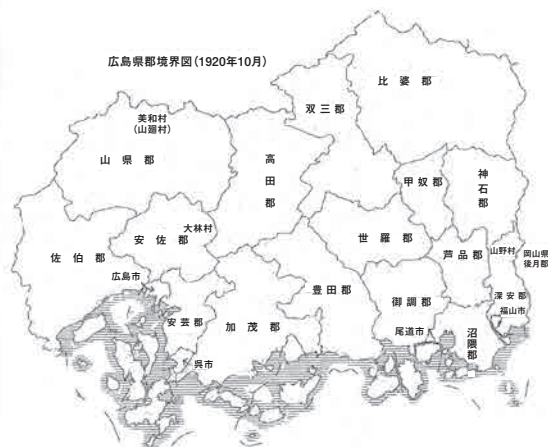 広島県郡境界図(1920年10月)
比婆郡
双三郡
美和村
(山廻村)
山県郡
高田郡
甲奴郡
神石郡
大林村
安佐郡
世羅郡
佐伯郡
芦品郡
山野村
岡山県
後月郡
広島市
豊田郡
御調郡
深安郡
福山市
安芸郡
加茂郡
尾道市
沼隈郡
呉市